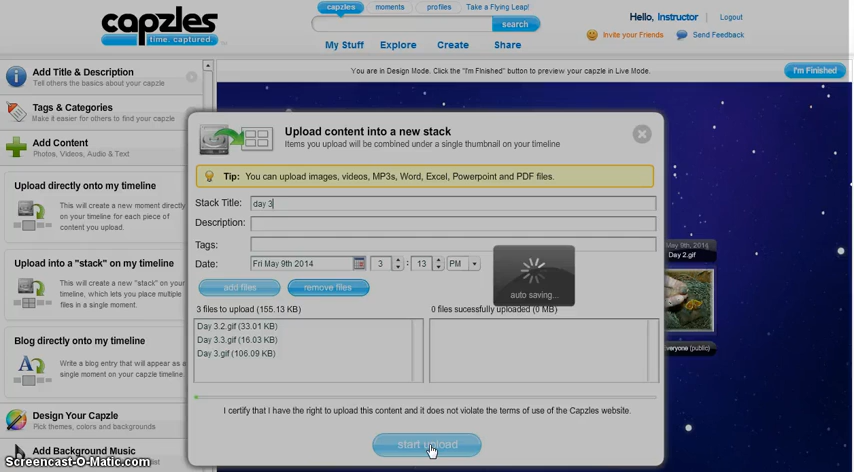 capzles
time. captured.
capzles moments profiles Take a Flying Leap!
search
My Stuff Explore Create Share
Hello, Instructor | Logout
Invite your Friends Send Feedback
You are in Design Mode. Click the "I'm Finished" button to preview your capzle in Live Mode.
I'm Finished
Add Title & Description
Tell others the basics about your capzle
Tags & Categories
Make it easier for others to find your capzle
Add Content
Photos, Videos, Audio & Text
Upload directly onto my timeline
This will create a new moment directly
on your timeline for each piece of
content you upload.
Upload into a "stack" on my timeline
This will create a new "stack" on your
timeline, which lets you place multiple
files in a single moment.
Blog directly onto my timeline
Write a blog entry that will appear as a
single moment on your capzle timeline.
Design Your Capzle
Pick themes, colors and backgrounds
Add Background Music
Screencast-O-Matic.com
Upload content into a new stack
Items you upload will be combined under a single thumbnail on your timeline
Tip: You can upload images, videos, MP3s, Word, Excel, Powerpoint and PDF files.
Stack Title: day 3
Description:
Tags:
Date: Fri May 9th 2014 3 : 13 PM
add files remove files
auto saving...
3 files to upload (155.13 KB)
0 files sucessfully uploaded (0 MB)
Day 3.2.gif (33.01 KB)
Day 3.3.gif (16.03 KB)
Day 3.gif (106.09 KB)
I certify that I have the right to upload this content and it does not violate the terms of use of the Capzles website.
start upload
May 9th, 2014
Day 2.gif
everyone (public)